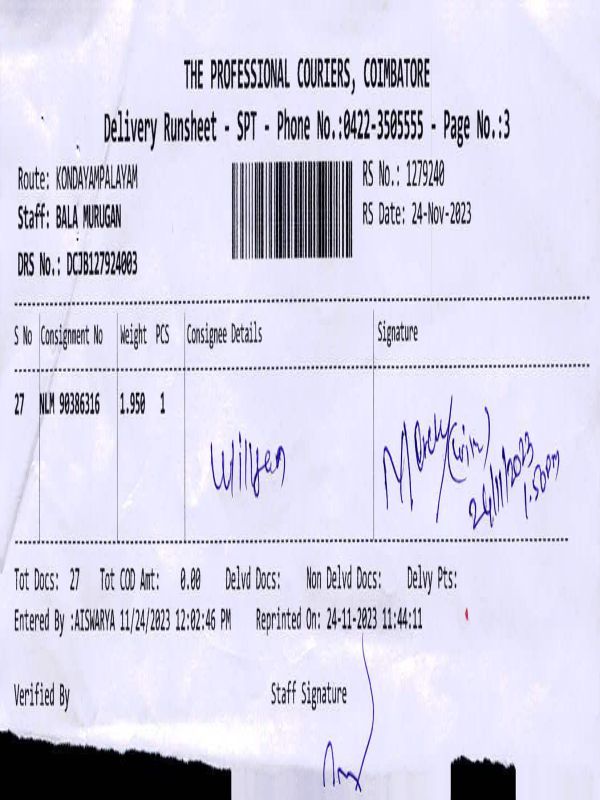 THE PROFESSIONAL COURIERS, COIMBATORE
Delivery Runsheet - SPT - Phone No.:0422-3505555 - Page No.:3
Route: KONDAYAMPALAYAM
RS No.: 1279240
Staff: BALA MURUGAN
RS Date: 24-Nov-2023
DRS No.: DCJB127924003
S No Consignment No Weight PCS Consignee Details Signature
27 NLM 90386316 1.950 1
24/11/2023
1.50pm
Tot Docs: 27 Tot COD Amt: 0.00 Delvd Docs: Non Delvd Docs: Delvy Pts:
Entered By :AISWARYA 11/24/2023 12:02:46 PM Reprinted On: 24-11-2023 11:44:11
Verified By Staff Signature